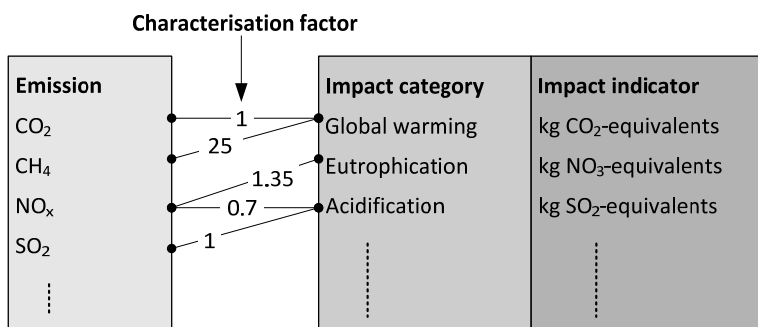 Characterisation factor
Emission
Impact category
Impact indicator
CO₂
1
Global warming
kg CO₂-equivalents
25
CH₄
Eutrophication
kg NO₃-equivalents
1.35
NOₓ
0.7
Acidification
kg SO₂-equivalents
SO₂
1